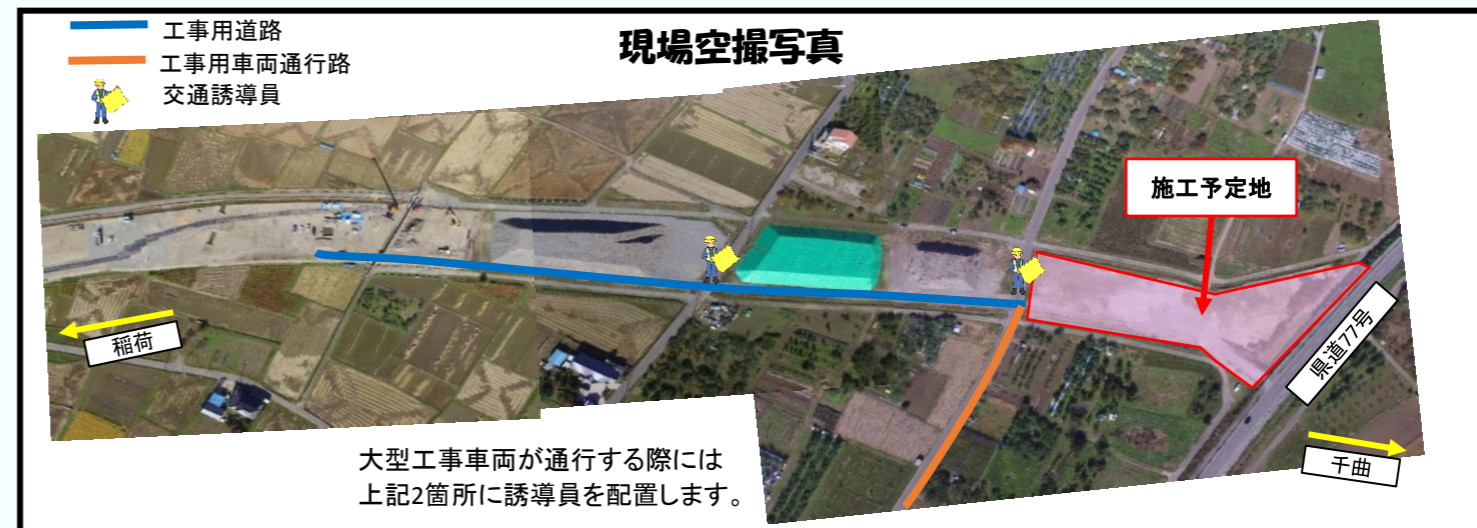 工事用道路
工事用車両通行路
交通誘導員
現場空撮写真
施工予定地
稲荷
県道77号
千曲
大型工事車両が通行する際には
上記2箇所に誘導員を配置します。